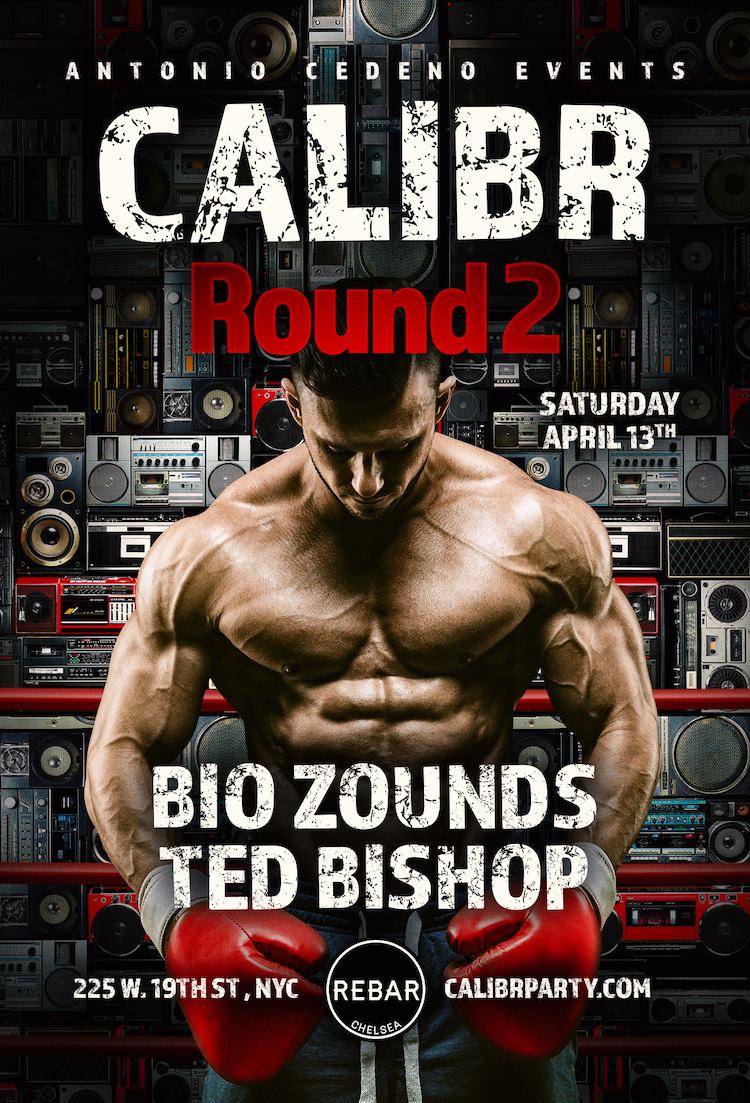 ANTONIO CEDENO EVENTS
CALIBR
Round 2
SATURDAY
APRIL 13TH
BIO ZOUNDS
TED BISHOP
225 W. 19TH ST, NYC
REBAR
CHELSEA
CALIBRPARTY.COM